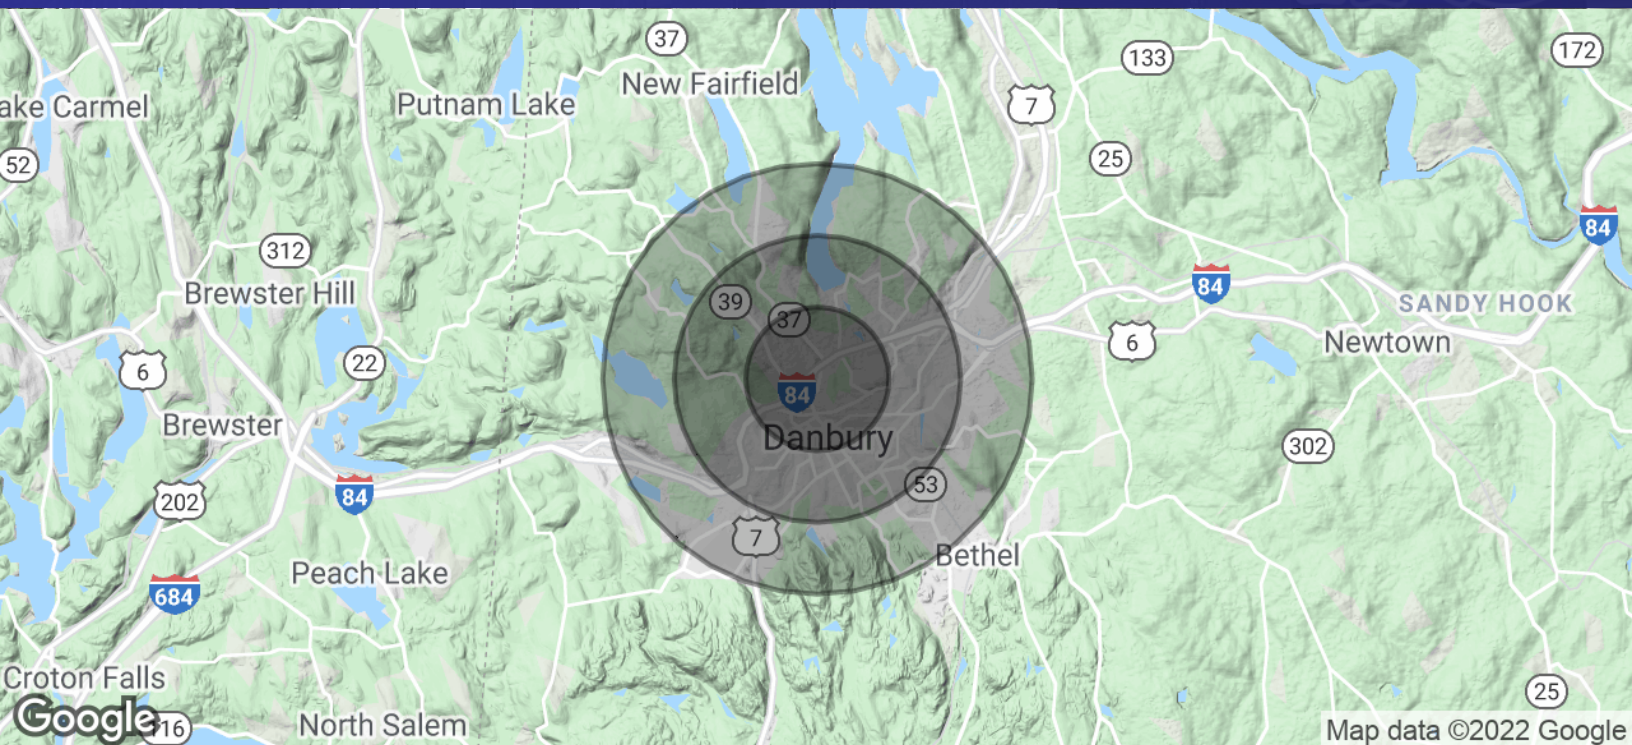 37
133
172
New Fairfield
7
Putnam Lake
ake Carmel
25
52
84
312
84
Brewster Hill
39
SANDY HOOK
37
6
Newtown
22
6
84
Brewster
Danbury
302
53
84
202
7
Bethel
Peach Lake
684
Croton Falls
25
Google
116
North Salem
Map data ©2022 Google